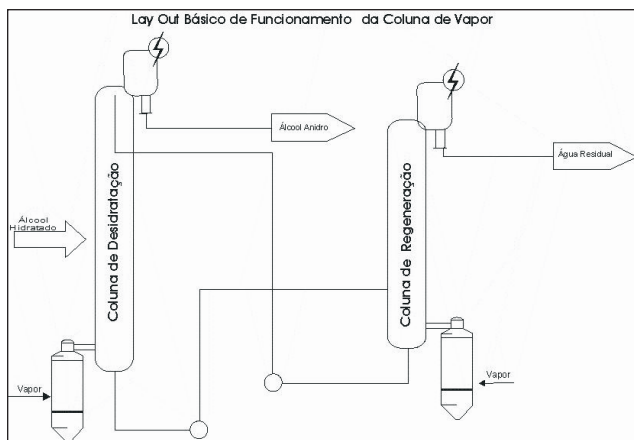 Lay Out Básico de Funcionamento da Coluna de Vapor
Álcool Anidro
Água Residual
Álcool
Hidratado
Coluna de Desidratação
Coluna de Regeneração
Vapor
Vapor